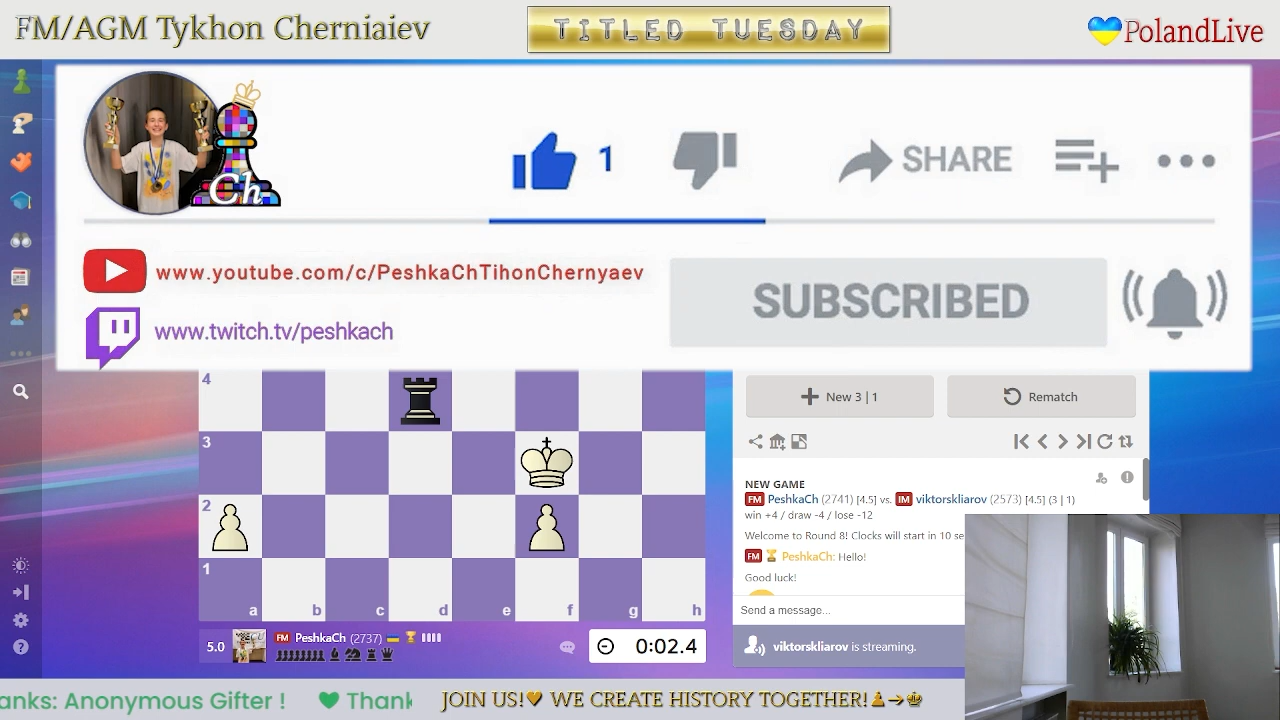 FM/AGM Tykhon Cherniaiev
TITLED TUESDAY
PolandLive
Ch
1
SHARE
www.youtube.com/c/PeshkaChTihonChernyaev
SUBSCRIBED
www.twitch.tv/peshkach
4
3
2
1
a b c d e f g h
New 3 | 1
Rematch
NEW GAME
FM PeshkaCh (2741) [4.5] vs. IM viktorskliarov (2573) [4.5] (3 | 1)
win +4 / draw -4 / lose -12
Welcome to Round 8! Clocks will start in 10 se
FM PeshkaCh: Hello!
Good luck!
Send a message...
viktorskliarov is streaming.
5.0 FM PeshkaCh (2737)
0:02.4
anks: Anonymous Gifter ! Thank
JOIN US! WE CREATE HISTORY TOGETHER!